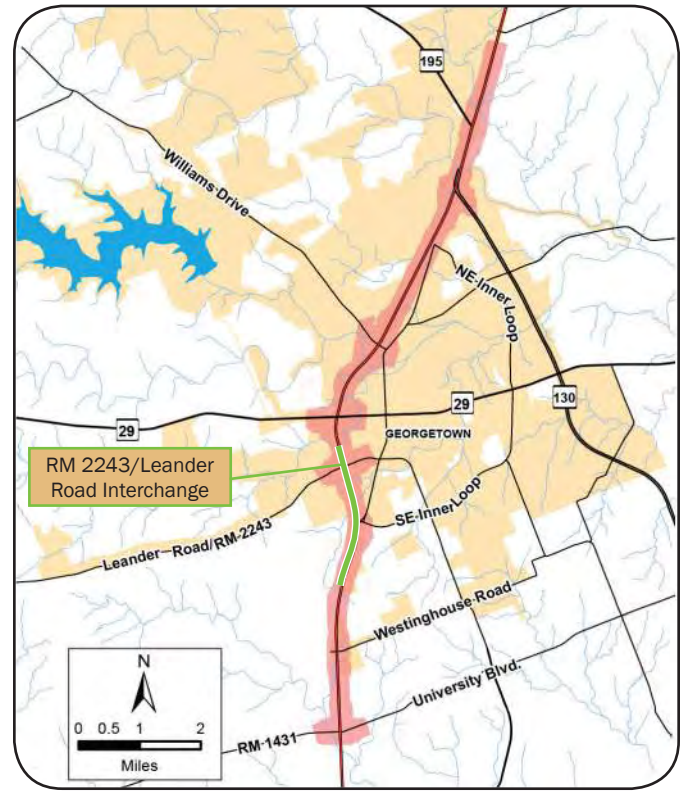 195
Williams Drive
NE Inner Loop
130
29
29
GEORGETOWN
RM 2243/Leander
Road Interchange
SE Inner Loop
Leander Road/RM-2243
Westinghouse Road
University Blvd.
RM-1431
N
0 0.5 1 2
Miles